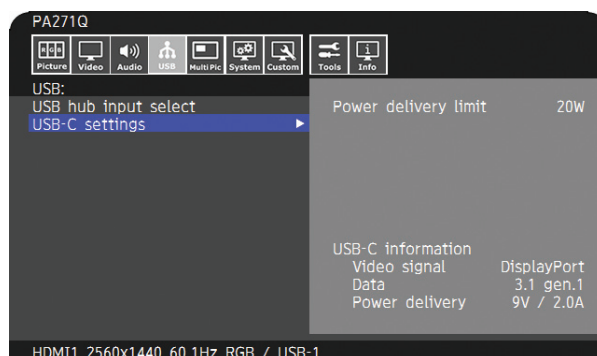 PA271Q
R G B
Picture Video Audio USB Multi Pic System Custom Tools Info
USB:
USB hub input select
USB-C settings
Power delivery limit 20W
USB-C information
Video signal DisplayPort
Data 3.1 gen.1
Power delivery 9V / 2.0A
HDMI1 2560x1440 60.1Hz RGB / USB-1